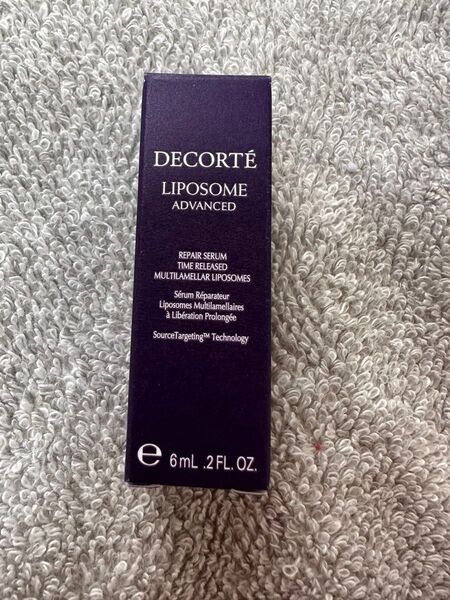 DECORTÉ
LIPOSOME
ADVANCED
REPAIR SERUM
TIME RELEASED
MULTILAMELLAR LIPOSOMES
Sérum Réparateur
Liposomes Multilamellaires
à Libération Prolongée
SourceTargeting™ Technology
℮ 6mL .2 FL. OZ.